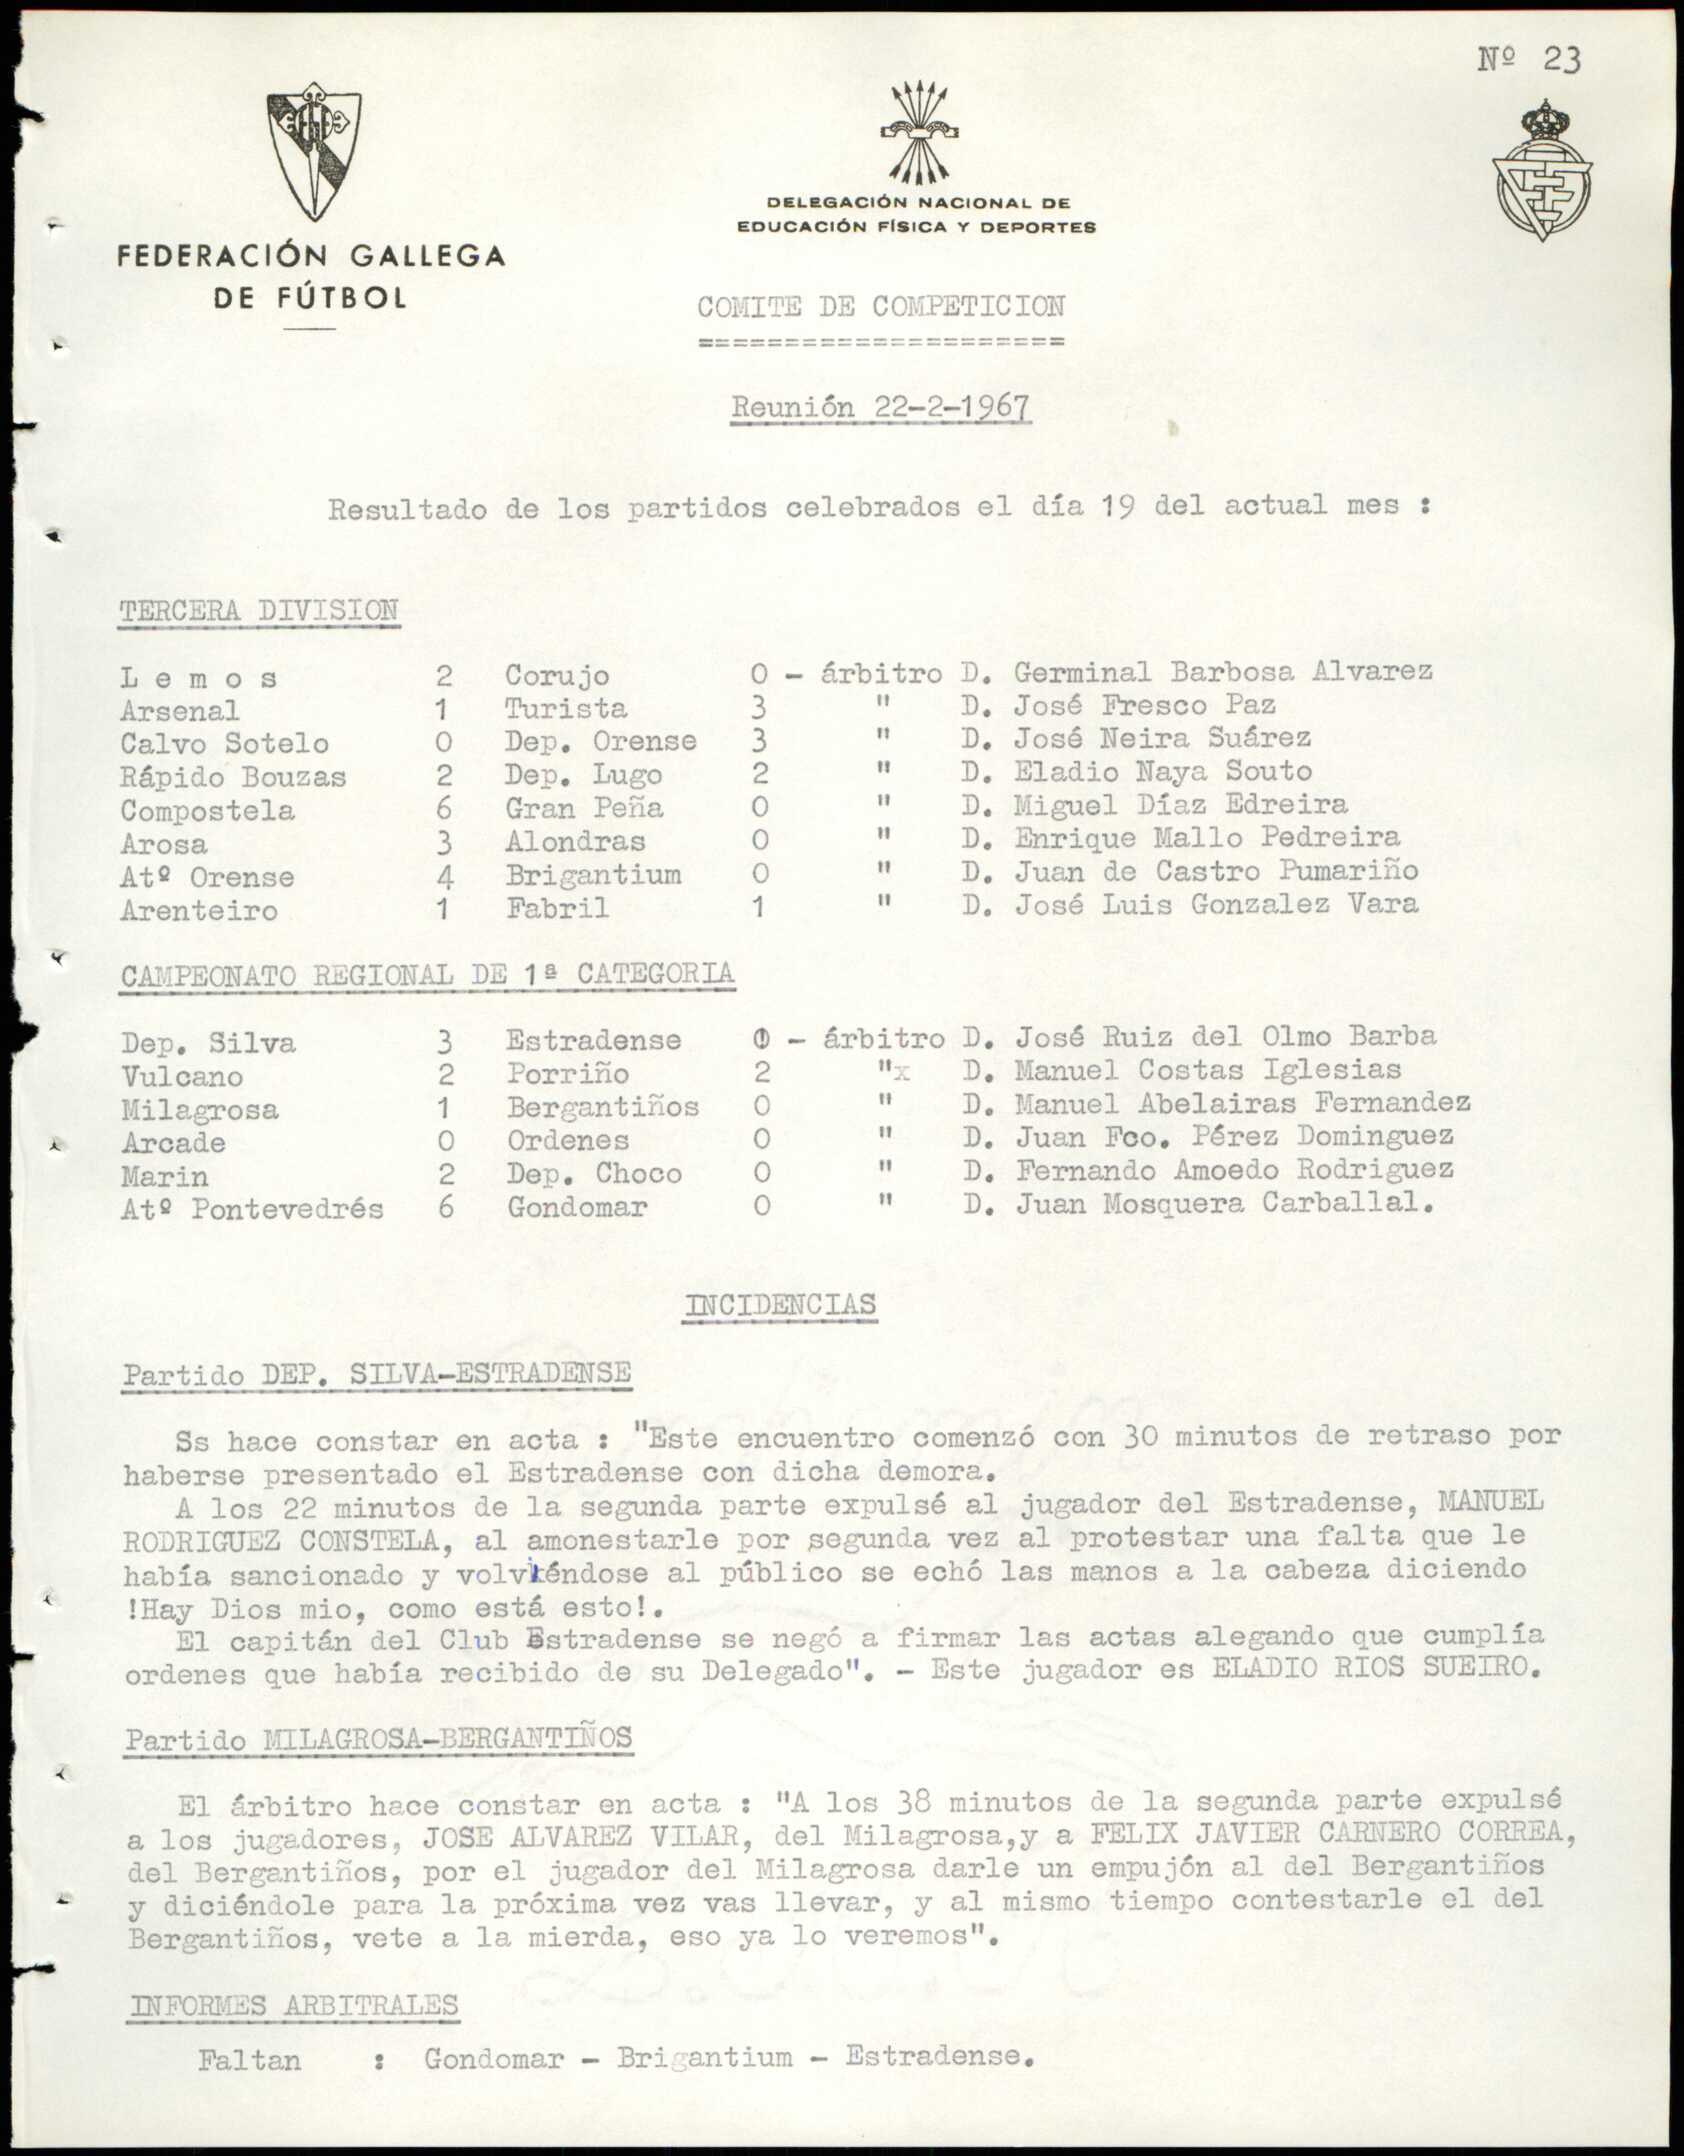 Nº 23
FEDERACIÓN GALLEGA
DE FÚTBOL
DELEGACIÓN NACIONAL DE
EDUCACIÓN FÍSICA Y DEPORTES
COMITE DE COMPETICION
=====================
Reunión 22-2-1967
Resultado de los partidos celebrados el día 19 del actual mes :
TERCERA DIVISION
L e m o s 2 Corujo 0 - árbitro D. Germinal Barbosa Alvarez
Arsenal 1 Turista 3 " D. José Fresco Paz
Calvo Sotelo 0 Dep. Orense 3 " D. José Neira Suárez
Rápido Bouzas 2 Dep. Lugo 2 " D. Eladio Naya Souto
Compostela 6 Gran Peña 0 " D. Miguel Díaz Edreira
Arosa 3 Alondras 0 " D. Enrique Mallo Pedreira
Atº Orense 4 Brigantium 0 " D. Juan de Castro Pumariño
Arenteiro 1 Fabril 1 " D. José Luis Gonzalez Vara
CAMPEONATO REGIONAL DE 1ª CATEGORIA
Dep. Silva 3 Estradense - árbitro D. José Ruiz del Olmo Barba
Vulcano 2 Porriño 2 "x D. Manuel Costas Iglesias
Milagrosa 1 Bergantiños 0 " D. Manuel Abelairas Fernandez
Arcade 0 Ordenes 0 " D. Juan Fco. Pérez Dominguez
Marin 2 Dep. Choco 0 " D. Fernando Amoedo Rodriguez
Atº Pontevedrés 6 Gondomar 0 " D. Juan Mosquera Carballal.
INCIDENCIAS
Partido DEP. SILVA-ESTRADENSE
Ss hace constar en acta : "Este encuentro comenzó con 30 minutos de retraso por
haberse presentado el Estradense con dicha demora.
A los 22 minutos de la segunda parte expulsé al jugador del Estradense, MANUEL
RODRIGUEZ CONSTELA, al amonestarle por segunda vez al protestar una falta que le
había sancionado y volviéndose al público se echó las manos a la cabeza diciendo
!Hay Dios mio, como está esto!.
El capitán del Club Estradense se negó a firmar las actas alegando que cumplía
ordenes que había recibido de su Delegado". - Este jugador es ELADIO RIOS SUEIRO.
Partido MILAGROSA-BERGANTIÑOS
El árbitro hace constar en acta : "A los 38 minutos de la segunda parte expulsé
a los jugadores, JOSE ALVAREZ VILAR, del Milagrosa,y a FELIX JAVIER CARNERO CORREA,
del Bergantiños, por el jugador del Milagrosa darle un empujón al del Bergantiños
y diciéndole para la próxima vez vas llevar, y al mismo tiempo contestarle el del
Bergantiños, vete a la mierda, eso ya lo veremos".
INFORMES ARBITRALES
Faltan : Gondomar - Brigantium - Estradense.